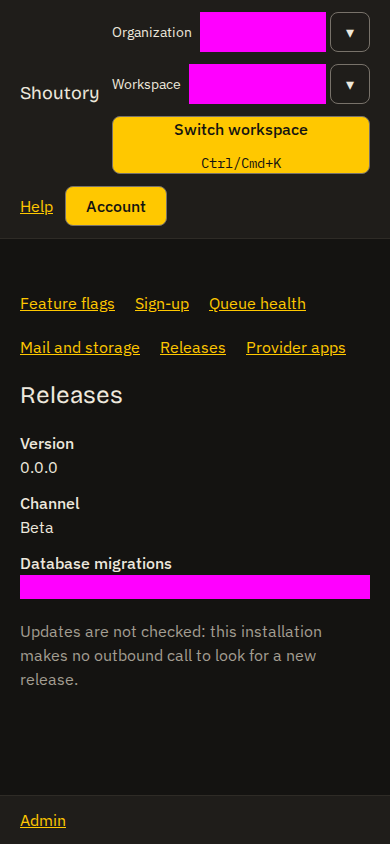 Organization ▼
Shoutory
Workspace ▼
Switch workspace
Ctrl/Cmd+K
Help Account
Feature flags Sign-up Queue health
Mail and storage Releases Provider apps
Releases
Version
0.0.0
Channel
Beta
Database migrations
Updates are not checked: this installation
makes no outbound call to look for a new
release.
Admin